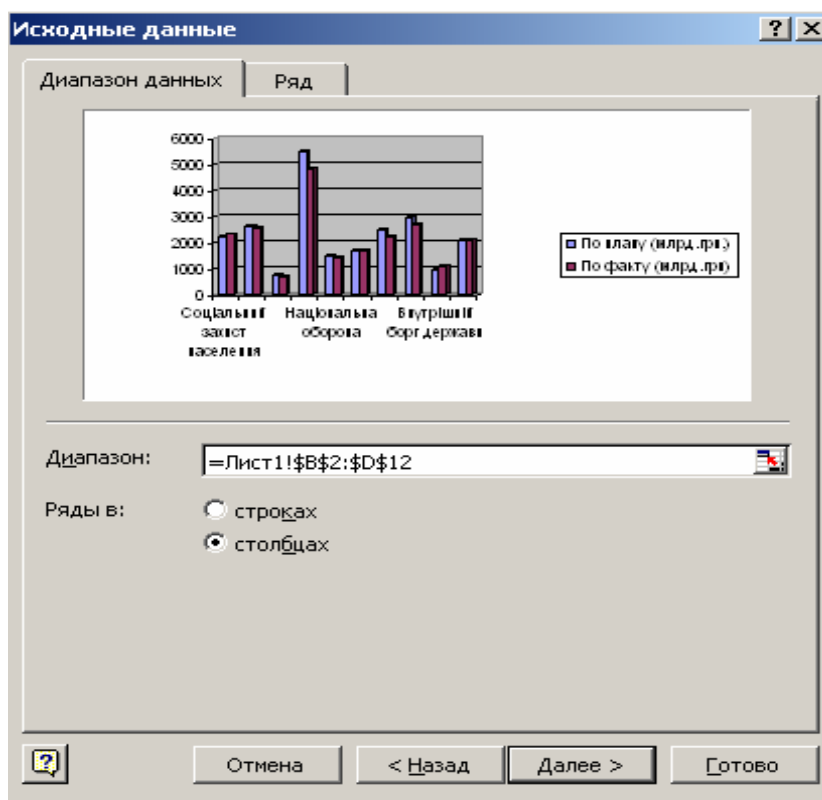 Исходные данные
Диапазон данных
Ряд
6000
5000
4000
3000
2000
1000
0
Соціальний захист населення
Національна оборона
Внутрішній борг держави
По плану (млрд.грн.)
По факту (млрд.грн)
Диапазон:
=Лист1!$B$2:$D$12
Ряды в:
строках
столбцах
Отмена
< Назад
Далее >
Готово